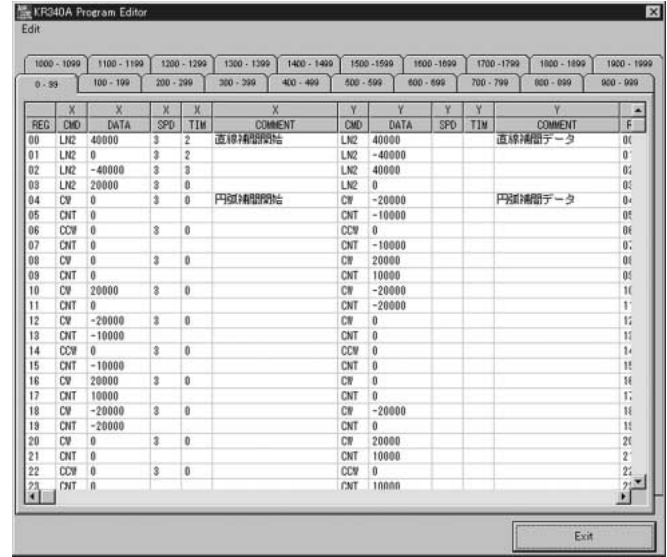 KR340A Program Editor
Edit
1000 - 1099 1100 - 1199 1200 - 1299 1300 - 1399 1400 - 1499 1500 -1599 1600 -1699 1700 -1799 1800 - 1899 1900 - 1999
0 - 99 100 - 199 200 - 299 300 - 399 400 - 499 500 - 599 600 - 699 700 - 799 800 - 899 900 - 999
X X X X X Y Y Y Y Y
REG CMD DATA SPD TIM COMMENT CMD DATA SPD TIM COMMENT
00 LN2 40000 3 2 直線補間開始 LN2 40000 直線補間データ
01 LN2 0 3 2 LN2 -40000
02 LN2 -40000 3 3 LN2 40000
03 LN2 20000 3 0 LN2 0
04 CW 0 3 0 円弧補間開始 CW -20000 円弧補間データ
05 CNT 0 CNT -10000
06 CCW 0 3 0 CCW 0
07 CNT 0 CNT -10000
08 CW 0 3 0 CW 20000
09 CNT 0 CNT 10000
10 CW 20000 3 0 CW -20000
11 CNT 0 CNT -20000
12 CW -20000 3 0 CW 0
13 CNT -10000 CNT 0
14 CCW 0 3 0 CCW 0
15 CNT -10000 CNT 0
16 CW 20000 3 0 CW 0
17 CNT 10000 CNT 0
18 CW -20000 3 0 CW -20000
19 CNT -20000 CNT 0
20 CW 0 3 0 CW 20000
21 CNT 0 CNT 10000
22 CCW 0 3 0 CCW 0
23 CNT 0 CNT 10000
Exit